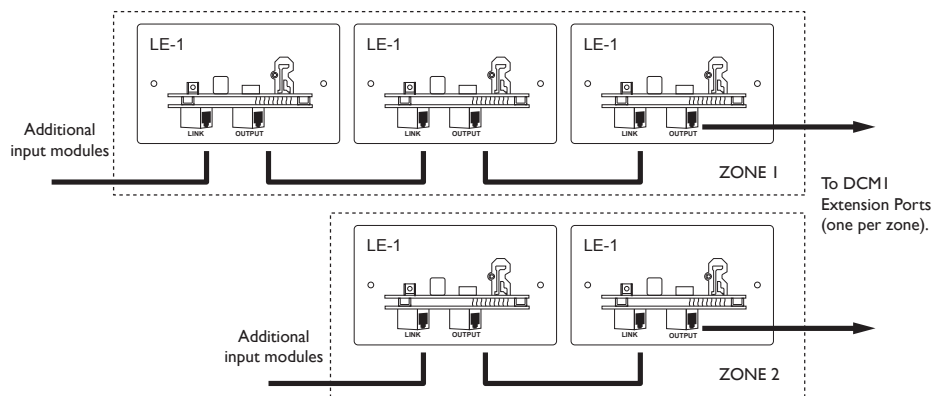 LE-1
LE-1
LE-1
LINK OUTPUT
LINK OUTPUT
LINK OUTPUT
Additional
input modules
ZONE 1
To DCM1
Extension Ports
(one per zone).
LE-1
LE-1
LINK OUTPUT
LINK OUTPUT
Additional
input modules
ZONE 2